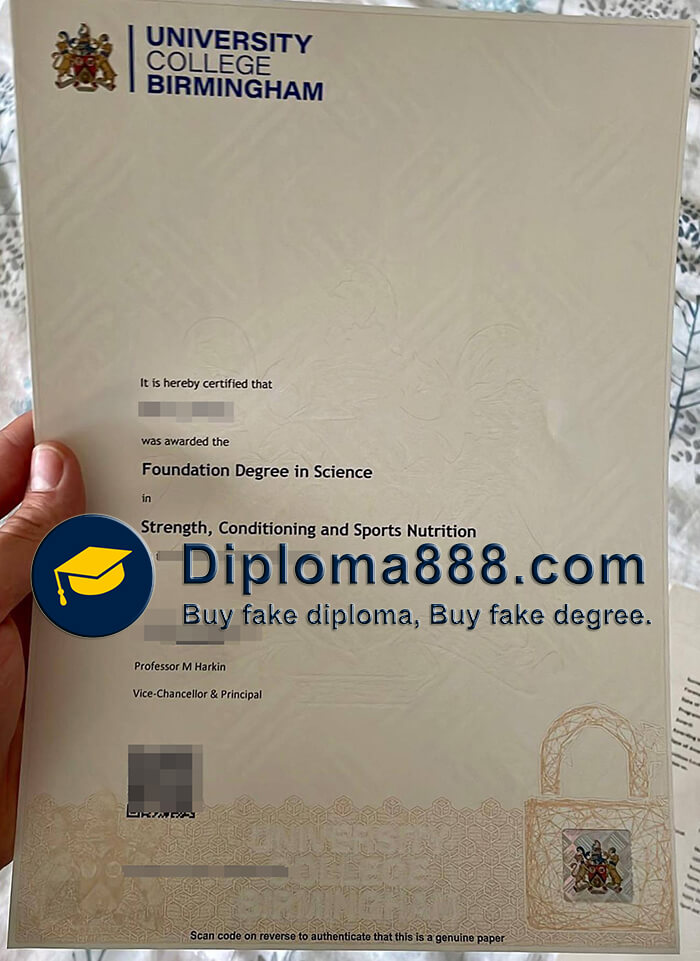 UNIVERSITY
COLLEGE
BIRMINGHAM
It is hereby certified that
was awarded the
Foundation Degree in Science
in
Strength, Conditioning and Sports Nutrition
Diploma888.com
Buy fake diploma, Buy fake degree.
Professor M Harkin
Vice-Chancellor & Principal
UNIVERSITY
COLLEGE
BIRMINGHAM
Scan code on reverse to authenticate that this is a genuine paper